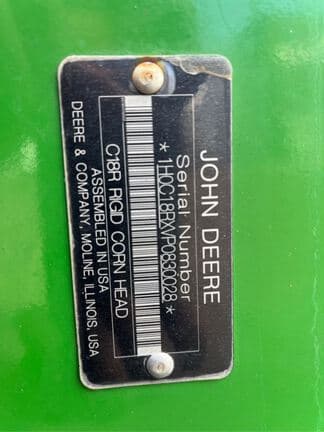 JOHN DEERE
Serial Number
*1H0C18RXVP0830028*
C18R RIGID CORN HEAD
ASSEMBLED IN USA
DEERE & COMPANY, MOLINE, ILLINOIS, USA